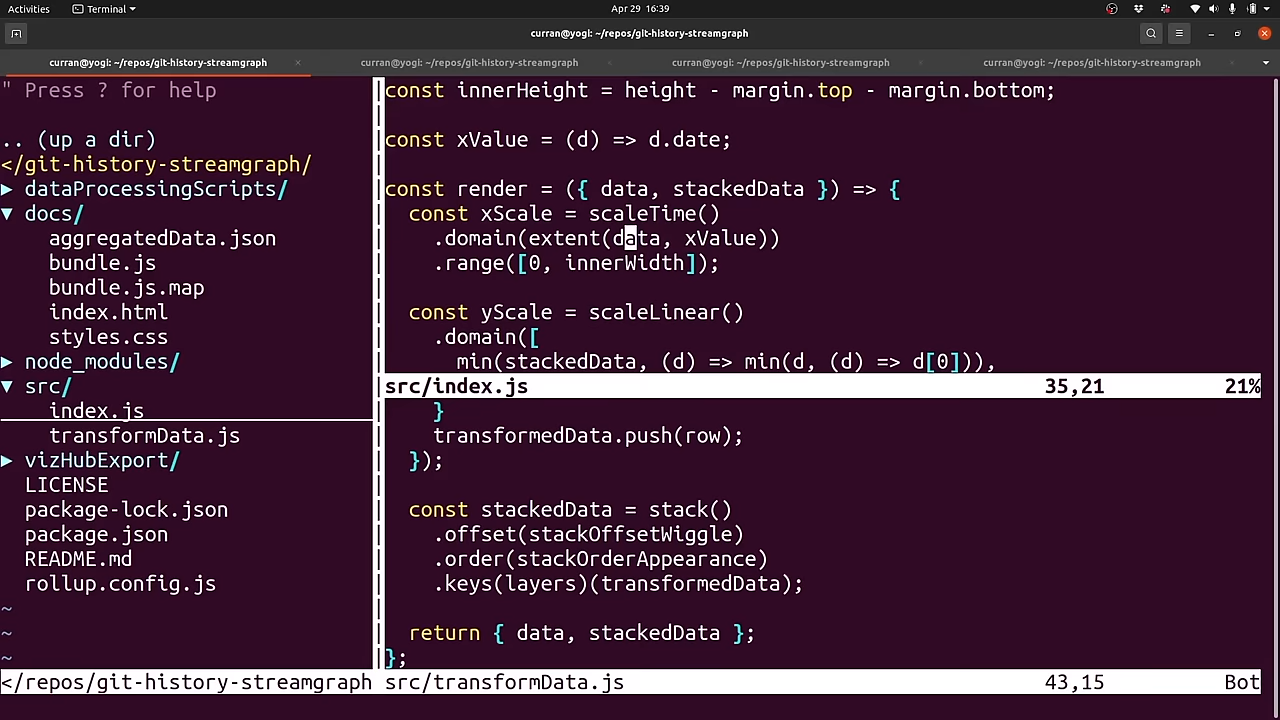 Activities Terminal Apr 29 16:39
curran@yogi: ~/repos/git-history-streamgraph
curran@yogi: ~/repos/git-history-streamgraph × curran@yogi: ~/repos/git-history-streamgraph curran@yogi: ~/repos/git-history-streamgraph curran@yogi: ~/repos/git-history-streamgraph
" Press ? for help
.. (up a dir)
</git-history-streamgraph/
▶ dataProcessingScripts/
▼ docs/
aggregatedData.json
bundle.js
bundle.js.map
index.html
styles.css
▶ node_modules/
▼ src/
index.js
transformData.js
▶ vizHubExport/
LICENSE
package-lock.json
package.json
README.md
rollup.config.js
~
~
~
</repos/git-history-streamgraph
const innerHeight = height - margin.top - margin.bottom;
const xValue = (d) => d.date;
const render = ({ data, stackedData }) => {
const xScale = scaleTime()
.domain(extent(data, xValue))
.range([0, innerWidth]);
const yScale = scaleLinear()
.domain([
min(stackedData, (d) => min(d, (d) => d[0])),
src/index.js 35,21 21%
}
transformedData.push(row);
});
const stackedData = stack()
.offset(stackOffsetWiggle)
.order(stackOrderAppearance)
.keys(layers)(transformedData);
return { data, stackedData };
};
src/transformData.js 43,15 Bot